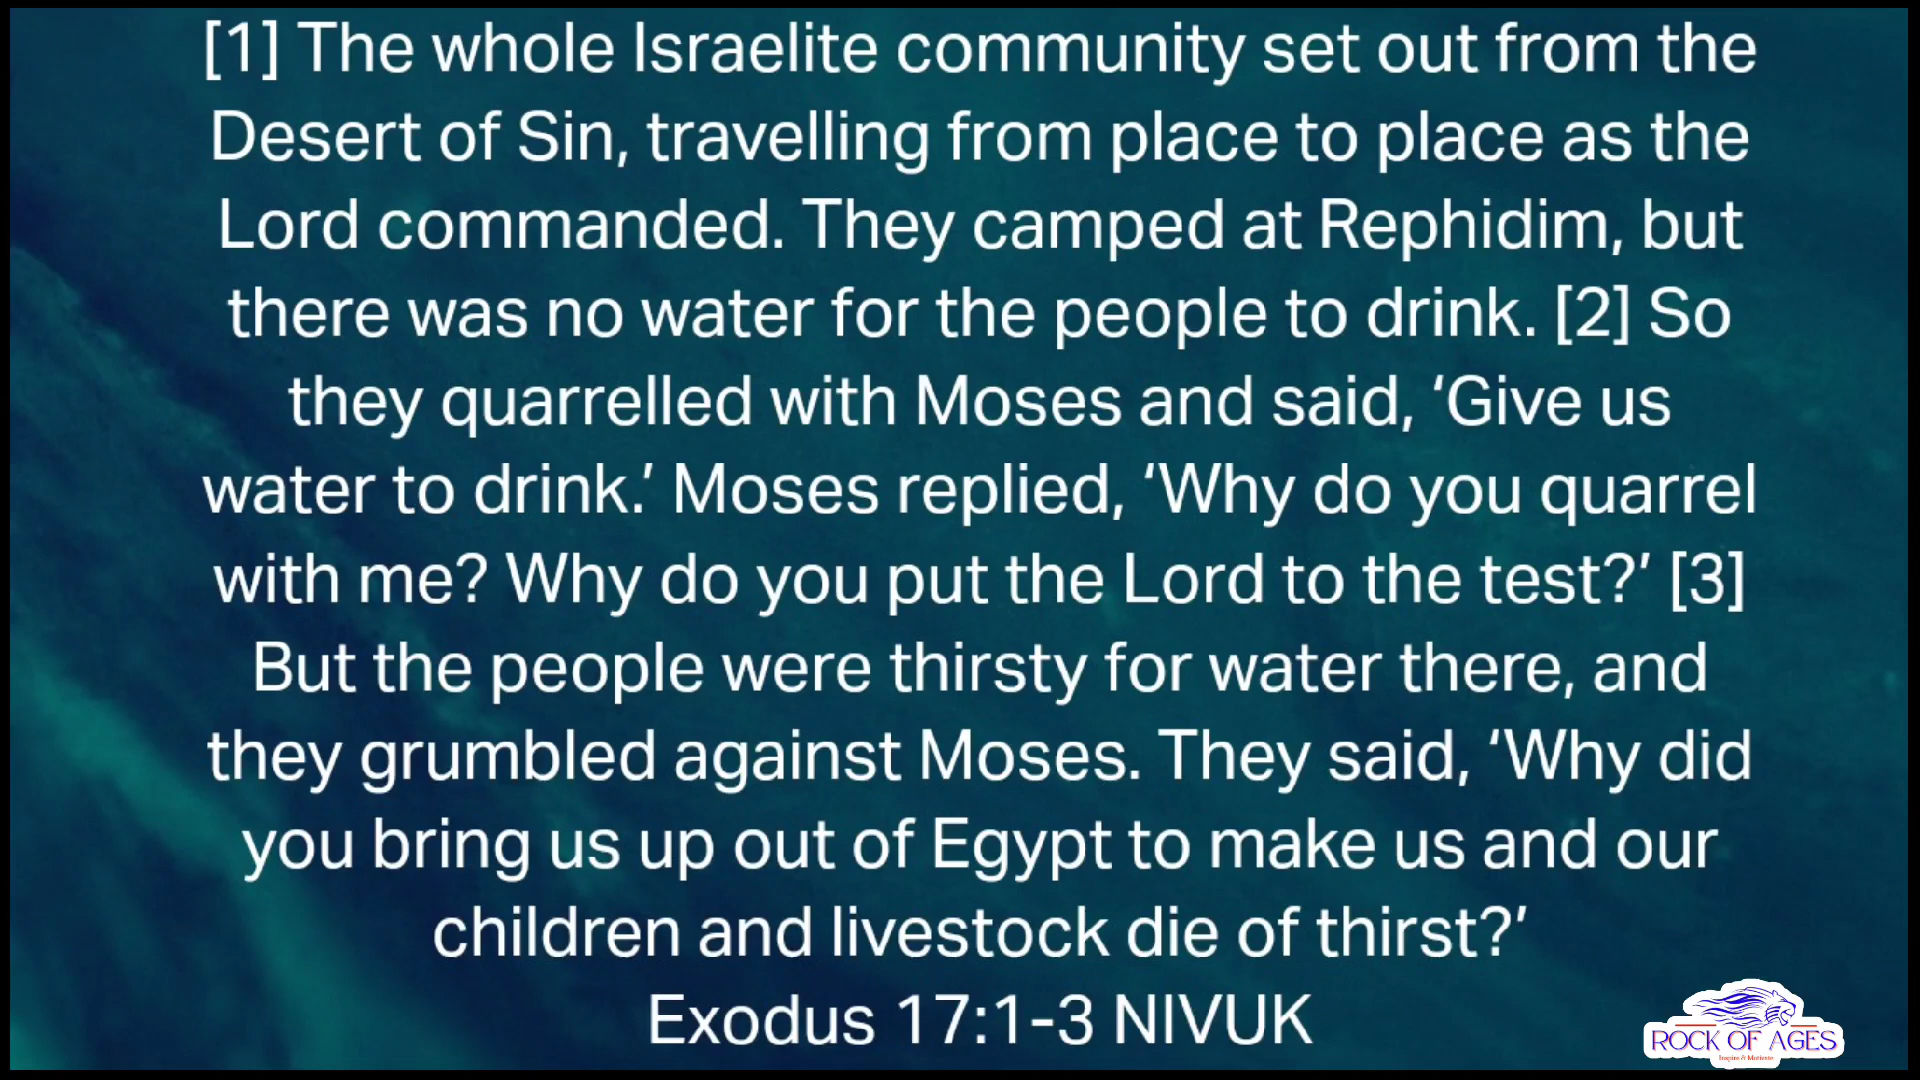 [1] The whole Israelite community set out from the
Desert of Sin, travelling from place to place as the
Lord commanded. They camped at Rephidim, but
there was no water for the people to drink. [2] So
they quarrelled with Moses and said, ‘Give us
water to drink.’ Moses replied, ‘Why do you quarrel
with me? Why do you put the Lord to the test?’ [3]
But the people were thirsty for water there, and
they grumbled against Moses. They said, ‘Why did
you bring us up out of Egypt to make us and our
children and livestock die of thirst?’
Exodus 17:1-3 NIVUK
ROCK OF AGES
Inspire & Motivate